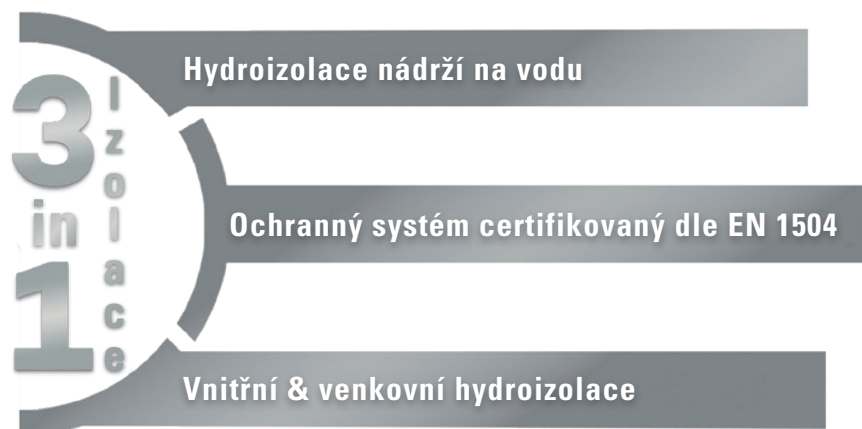 3
in
1
Izolace
Hydroizolace nádrží na vodu
Ochranný systém certifikovaný dle EN 1504
Vnitřní & venkovní hydroizolace